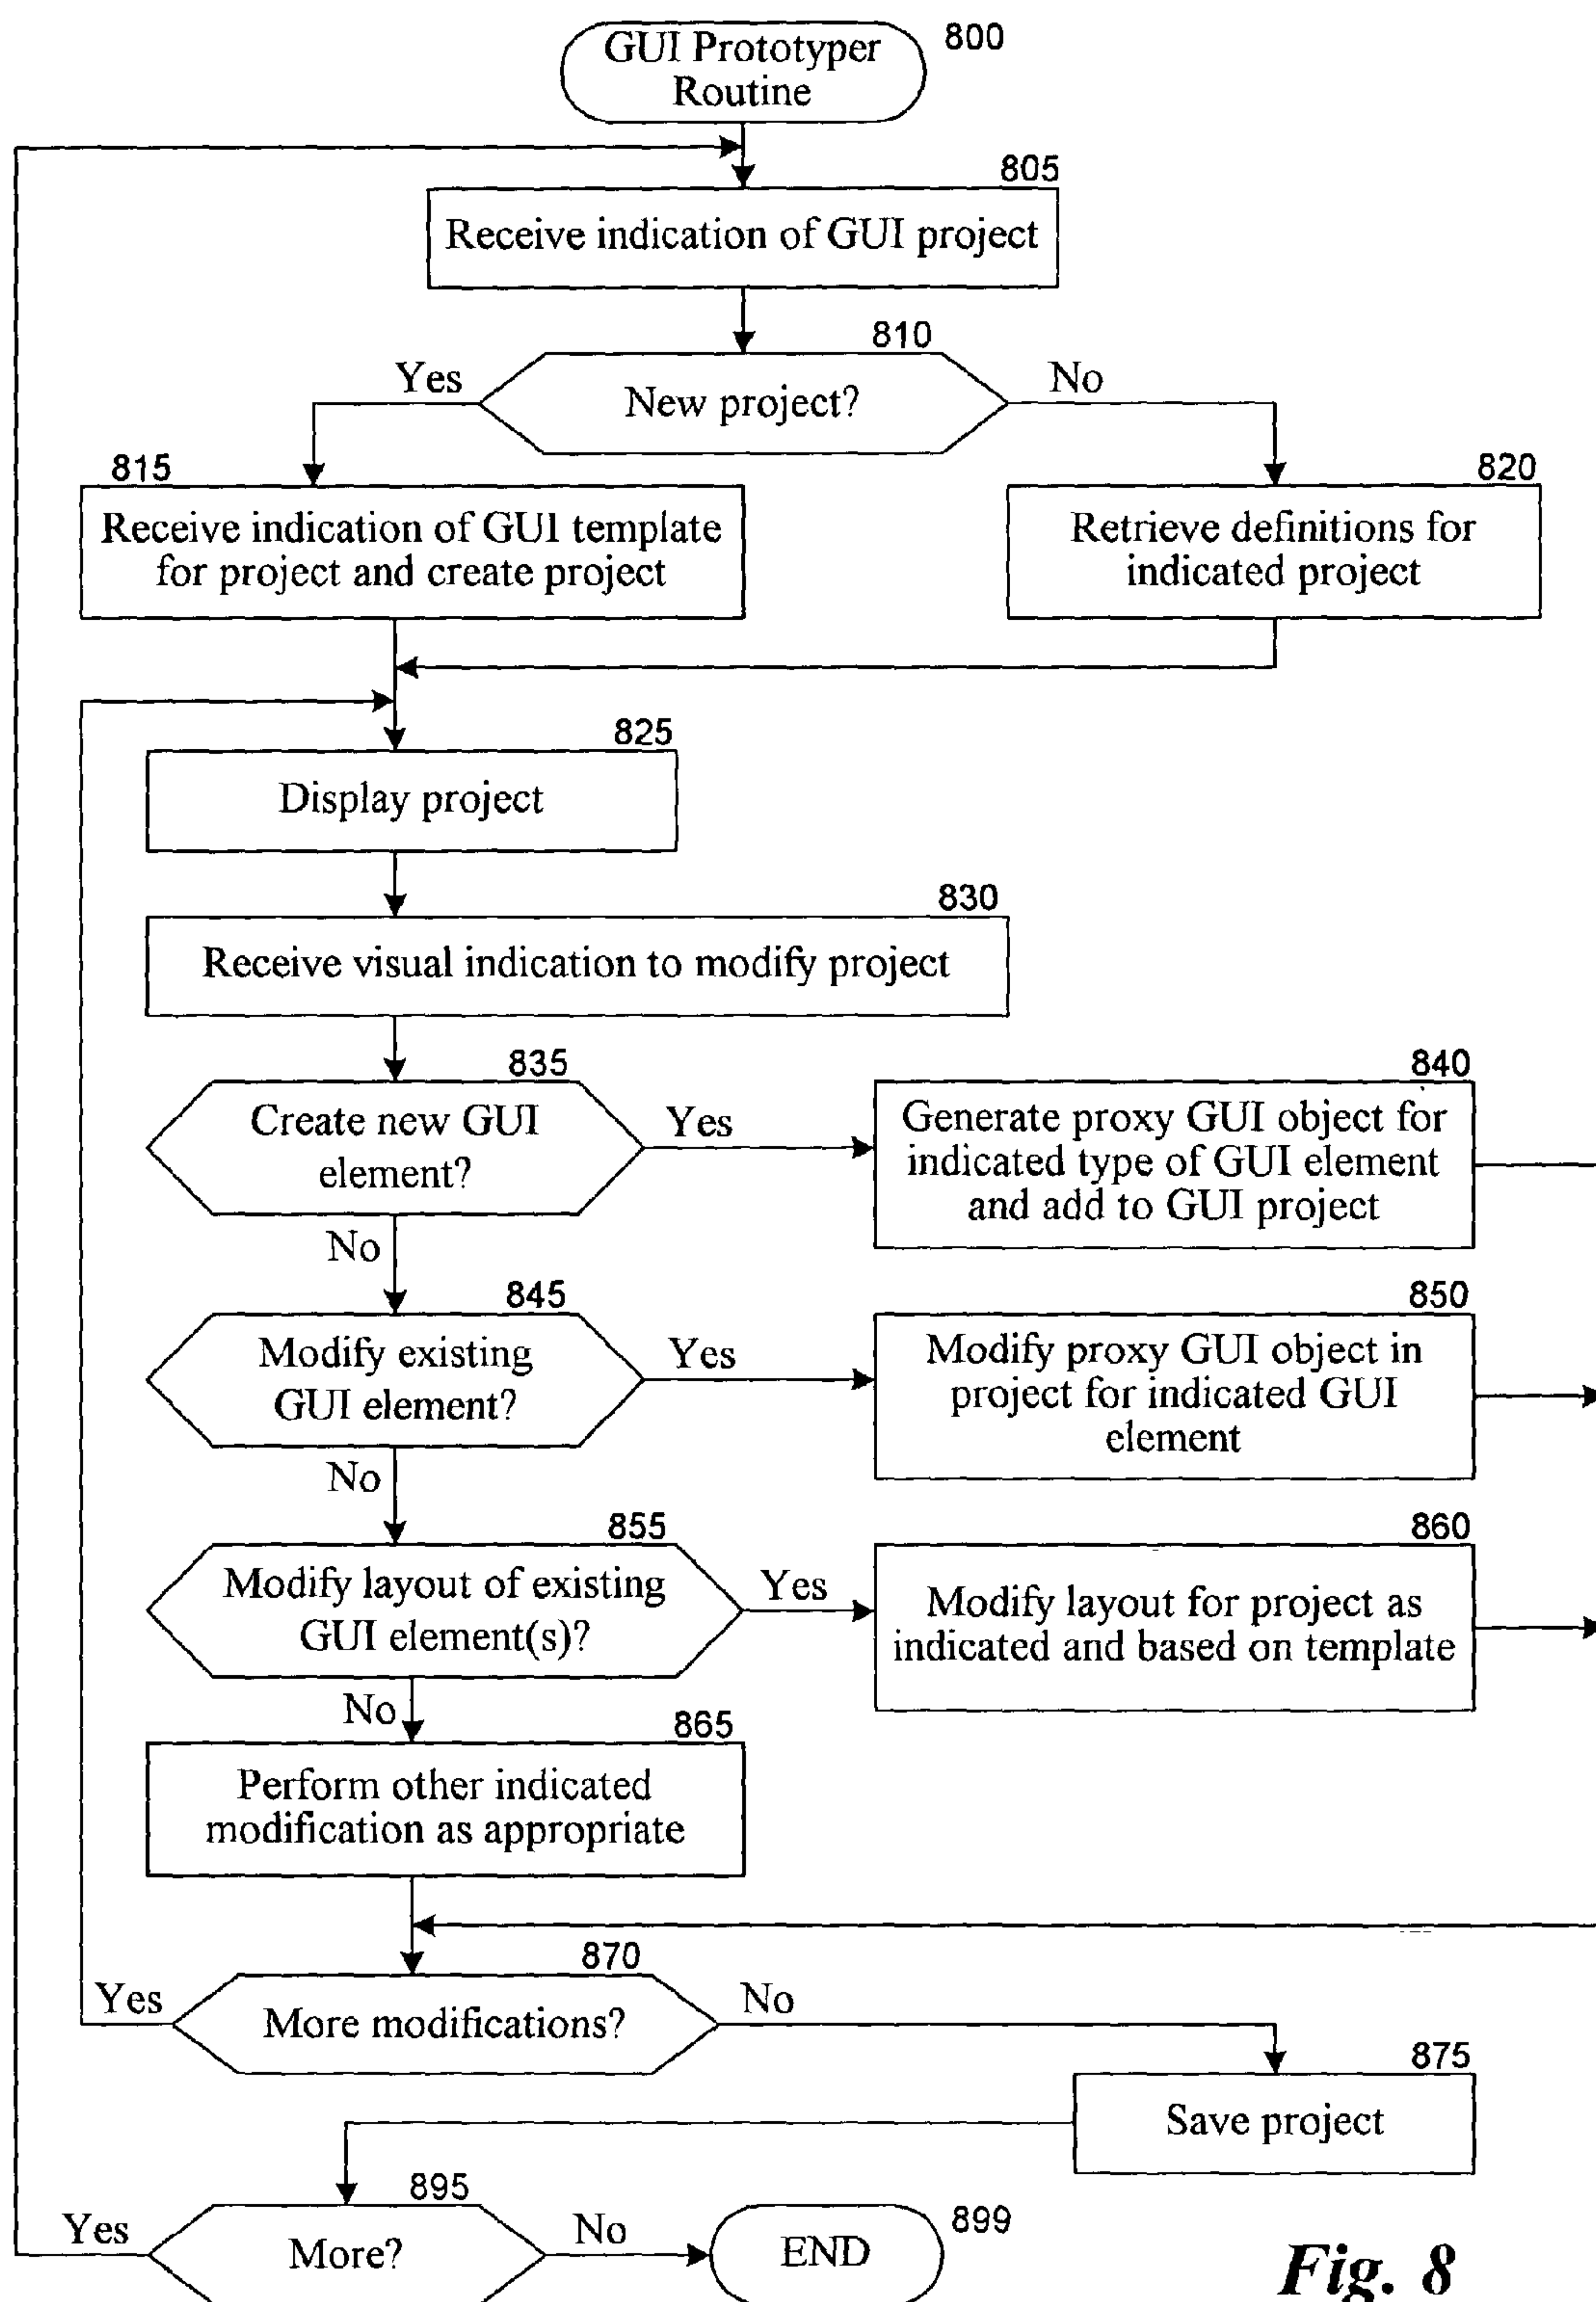 GUI Prototyper
Routine
800
805
Receive indication of GUI project
810
Yes
New project?
No
815
Receive indication of GUI template
for project and create project
820
Retrieve definitions for
indicated project
825
Display project
830
Receive visual indication to modify project
835
Create new GUI
element?
Yes
840
Generate proxy GUI object for
indicated type of GUI element
and add to GUI project
No
845
Modify existing
GUI element?
Yes
850
Modify proxy GUI object in
project for indicated GUI
element
No
855
Modify layout of existing
GUI element(s)?
Yes
860
Modify layout for project as
indicated and based on template
No
865
Perform other indicated
modification as appropriate
870
Yes
More modifications?
No
875
Save project
895
Yes
More?
No
END
899
Fig. 8